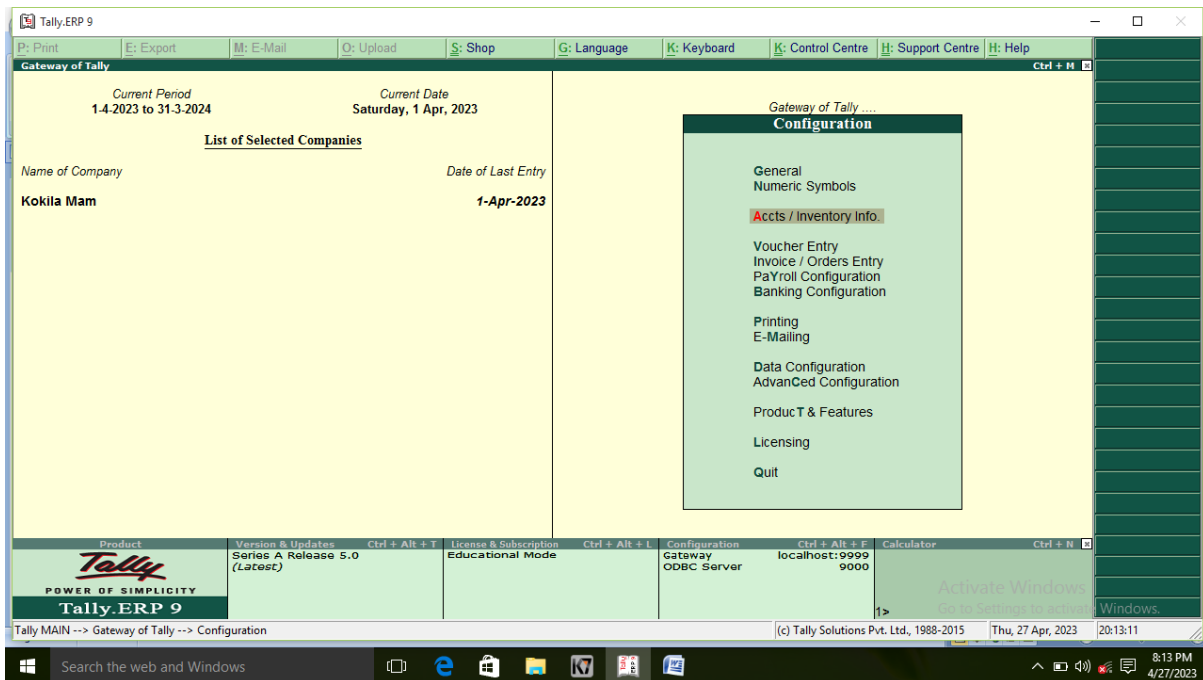 Tally.ERP 9
P: Print E: Export M: E-Mail O: Upload S: Shop G: Language K: Keyboard K: Control Centre H: Support Centre H: Help
Gateway of Tally Ctrl + M
Current Period Current Date
1-4-2023 to 31-3-2024 Saturday, 1 Apr, 2023
List of Selected Companies
Name of Company Date of Last Entry
Kokila Mam 1-Apr-2023
Gateway of Tally ....
Configuration
General
Numeric Symbols
Accts / Inventory Info.
Voucher Entry
Invoice / Orders Entry
PaYroll Configuration
Banking Configuration
Printing
E-Mailing
Data Configuration
AdvanCed Configuration
ProducT & Features
Licensing
Quit
Product Version & Updates Ctrl + Alt + T License & Subscription Ctrl + Alt + L Configuration Ctrl + Alt + F Calculator Ctrl + N
Tally
POWER OF SIMPLICITY
Tally.ERP 9
Series A Release 5.0
(Latest)
Educational Mode
Gateway localhost:9999
ODBC Server 9000
1>
Activate Windows
Go to Settings to activate Windows.
Tally MAIN --> Gateway of Tally --> Configuration (c) Tally Solutions Pvt. Ltd., 1988-2015 Thu, 27 Apr, 2023 20:13:11
Search the web and Windows
8:13 PM
4/27/2023